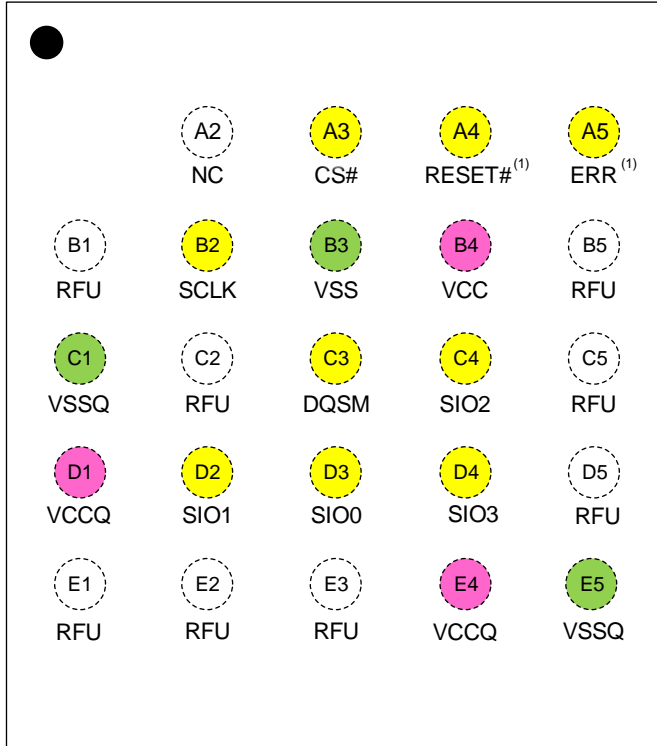 A2 A3 A4 A5
NC CS# RESET# (1) ERR (1)
B1 B2 B3 B4 B5
RFU SCLK VSS VCC RFU
C1 C2 C3 C4 C5
VSSQ RFU DQSM SIO2 RFU
D1 D2 D3 D4 D5
VCCQ SIO1 SIO0 SIO3 RFU
E1 E2 E3 E4 E5
RFU RFU RFU VCCQ VSSQ